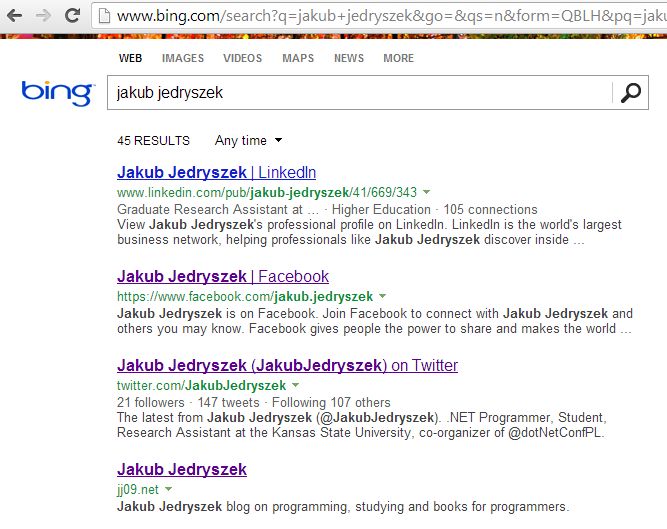 www.bing.com/search?q=jakub+jedryszek&go=&qs=n&form=QBLH&pq=jaku
WEB IMAGES VIDEOS MAPS NEWS MORE
bing
jakub jedryszek
45 RESULTS Any time
Jakub Jedryszek | LinkedIn
www.linkedin.com/pub/jakub-jedryszek/41/669/343
Graduate Research Assistant at ... · Higher Education · 105 connections
View Jakub Jedryszek's professional profile on LinkedIn. LinkedIn is the world's largest
business network, helping professionals like Jakub Jedryszek discover inside ...
Jakub Jedryszek | Facebook
https://www.facebook.com/jakub.jedryszek
Jakub Jedryszek is on Facebook. Join Facebook to connect with Jakub Jedryszek and
others you may know. Facebook gives people the power to share and makes the world ...
Jakub Jedryszek (JakubJedryszek) on Twitter
twitter.com/JakubJedryszek
21 followers · 147 tweets · Following 107 others
The latest from Jakub Jedryszek (@JakubJedryszek). .NET Programmer, Student,
Research Assistant at the Kansas State University, co-organizer of @dotNetConfPL.
Jakub Jedryszek
jj09.net
Jakub Jedryszek blog on programming, studying and books for programmers.